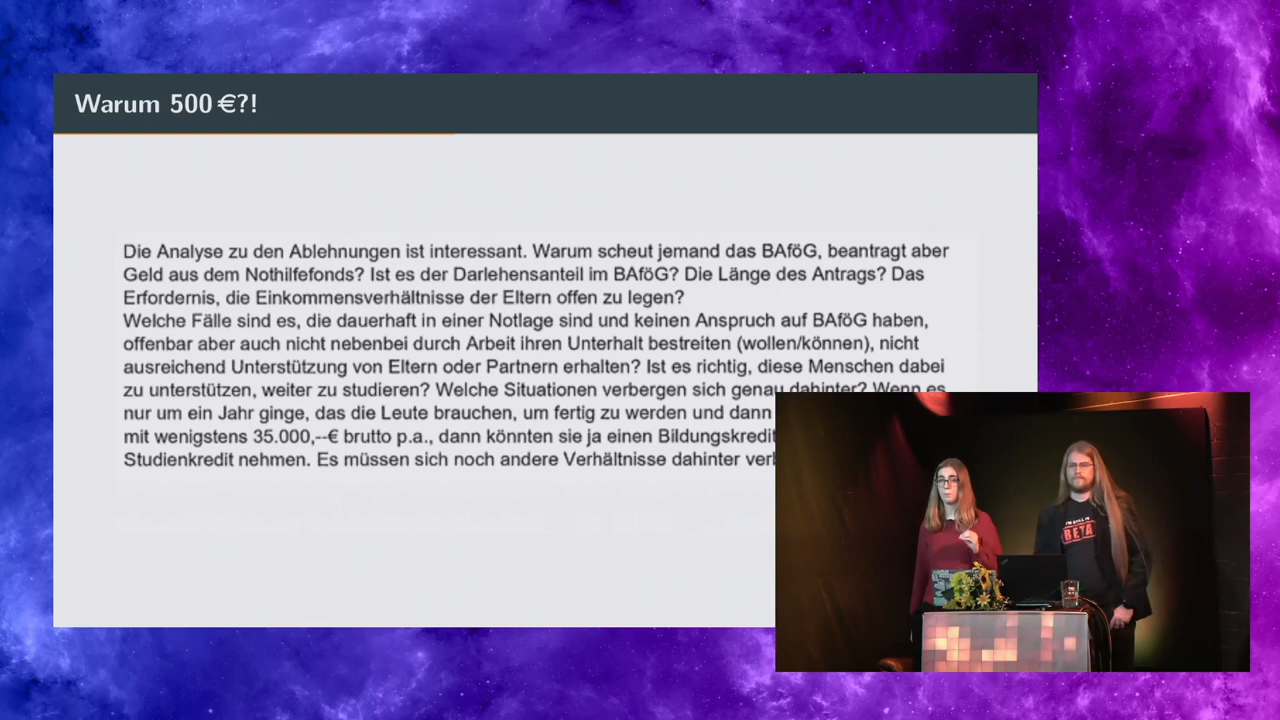 Warum 500 €?!
Die Analyse zu den Ablehnungen ist interessant. Warum scheut jemand das BAföG, beantragt aber
Geld aus dem Nothilfefonds? Ist es der Darlehensanteil im BAföG? Die Länge des Antrags? Das
Erfordernis, die Einkommensverhältnisse der Eltern offen zu legen?
Welche Fälle sind es, die dauerhaft in einer Notlage sind und keinen Anspruch auf BAföG haben,
offenbar aber auch nicht nebenbei durch Arbeit ihren Unterhalt bestreiten (wollen/können), nicht
ausreichend Unterstützung von Eltern oder Partnern erhalten? Ist es richtig, diese Menschen dabei
zu unterstützen, weiter zu studieren? Welche Situationen verbergen sich genau dahinter? Wenn es
nur um ein Jahr ginge, das die Leute brauchen, um fertig zu werden und dann
mit wenigstens 35.000,--€ brutto p.a., dann könnten sie ja einen Bildungskredit
Studienkredit nehmen. Es müssen sich noch andere Verhältnisse dahinter
I'M STILL IN
BETA